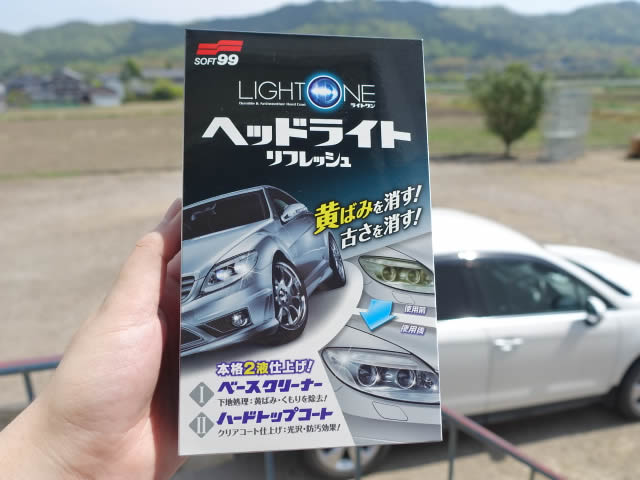 SOFT99
LIGHT ONE
Durable & Antiweather Hard Coat
ライトワン
ヘッドライト
リフレッシュ
黄ばみを消す!
古さを消す!
使用前
使用後
本格2液仕上げ!
I ベースクリーナー
下地処理:黄ばみ・くもりを除去!
II ハードトップコート
クリアコート仕上げ:光沢・防汚効果!